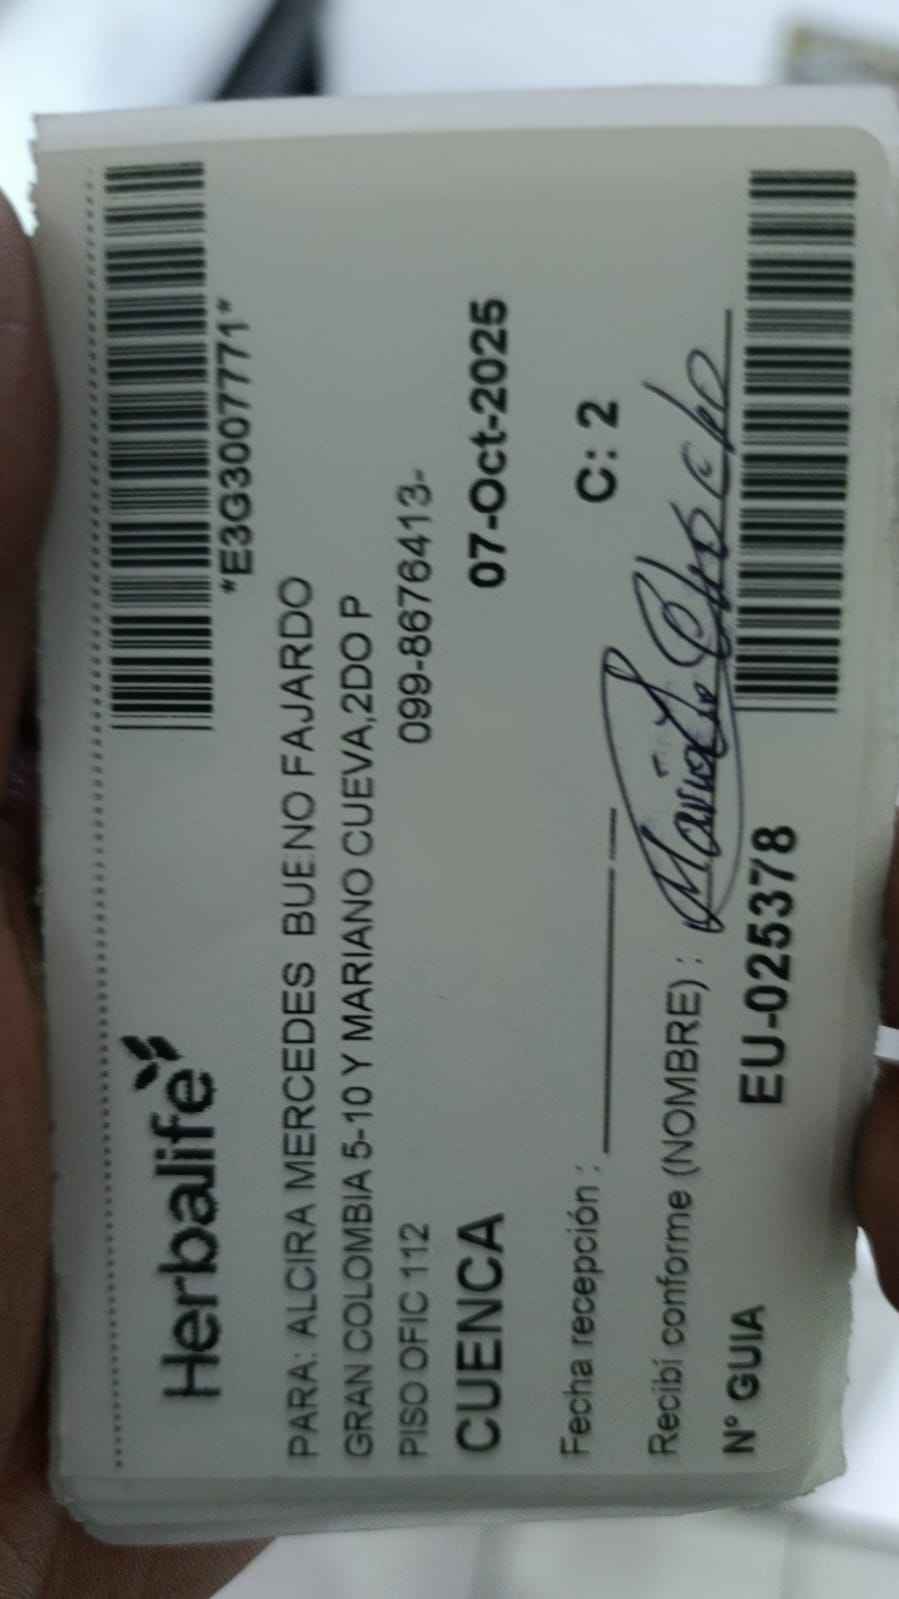 Herbalife
*E3G3007771*
PARA: ALCIRA MERCEDES BUENO FAJARDO
GRAN COLOMBIA 5-10 Y MARIANO CUEVA,2DO P
PISO OFIC 112 099-8676413-
CUENCA 07-Oct-2025
Fecha recepción : C: 2
Recibí conforme (NOMBRE) :
N° GUIA EU-025378